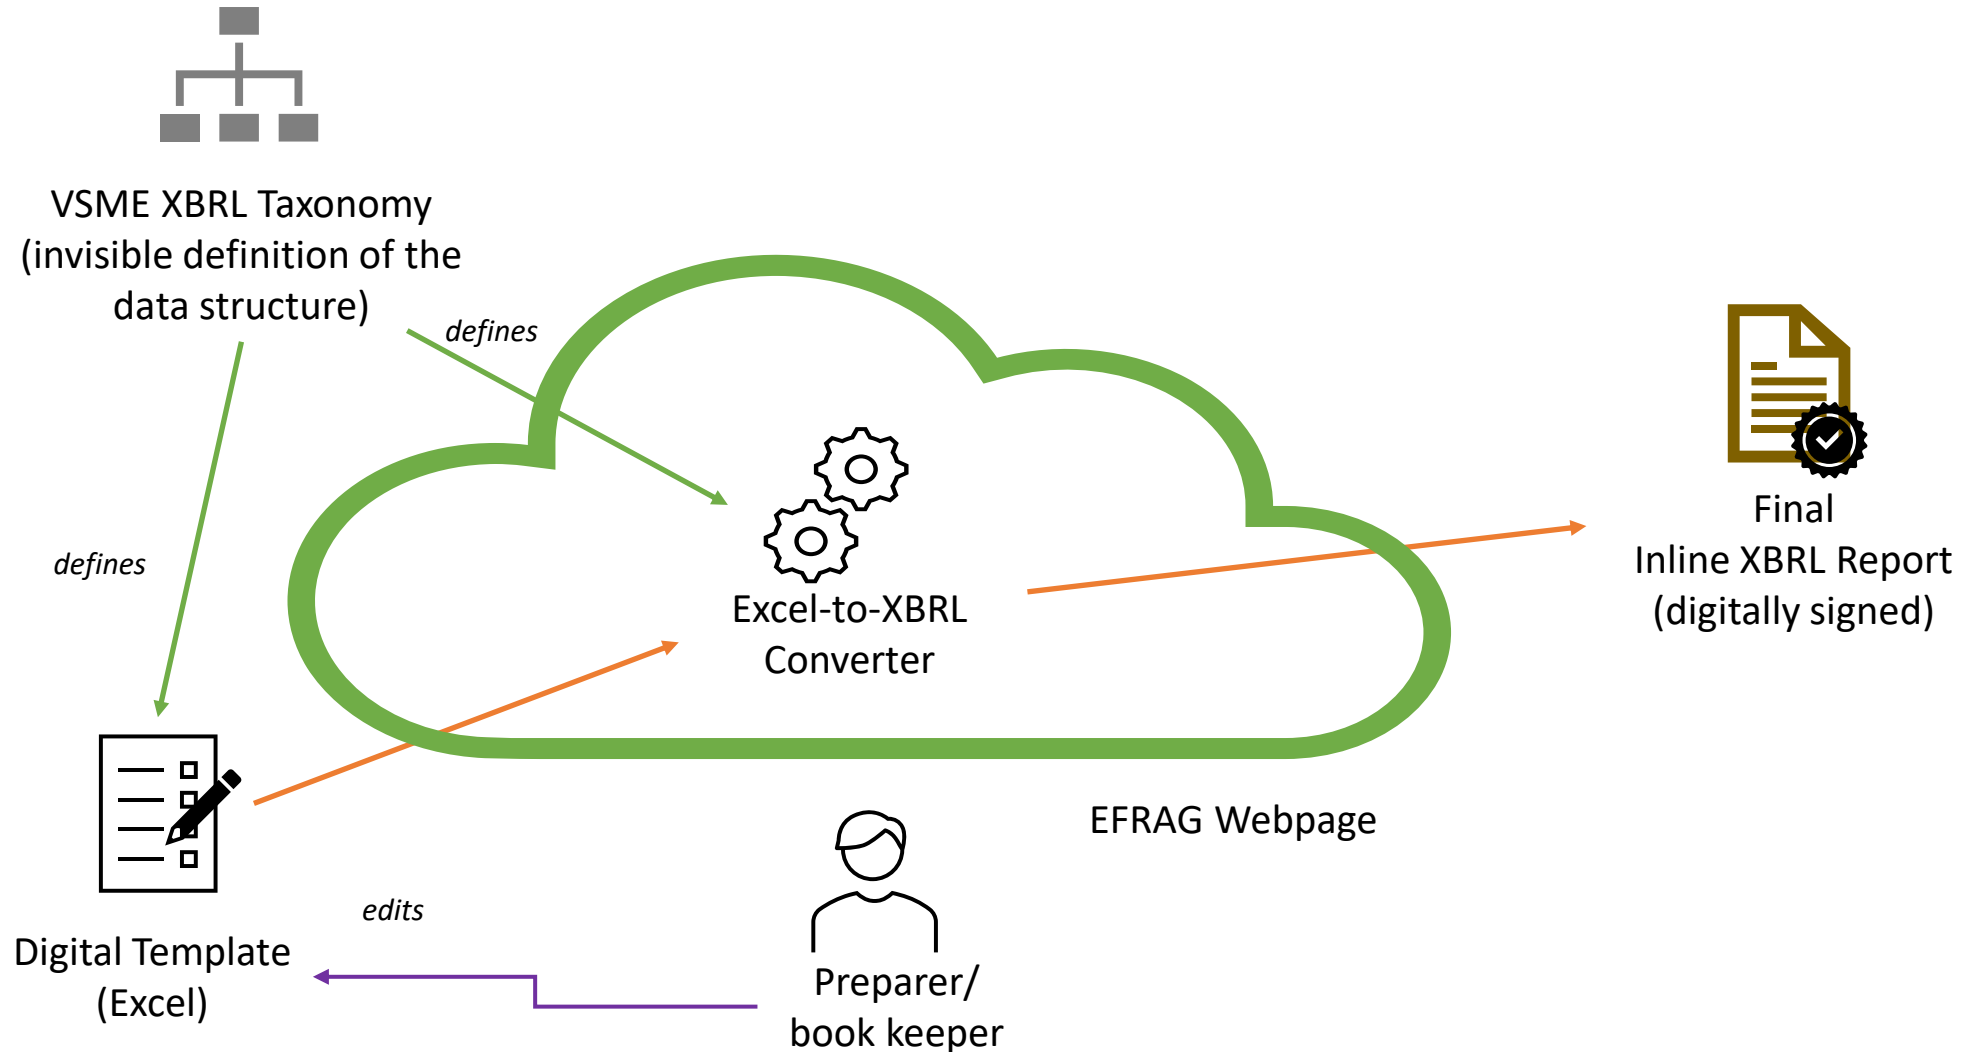 VSME XBRL Taxonomy
(invisible definition of the
data structure)
defines
defines
Excel-to-XBRL
Converter
Final
Inline XBRL Report
(digitally signed)
EFRAG Webpage
edits
Digital Template
(Excel)
Preparer/
book keeper